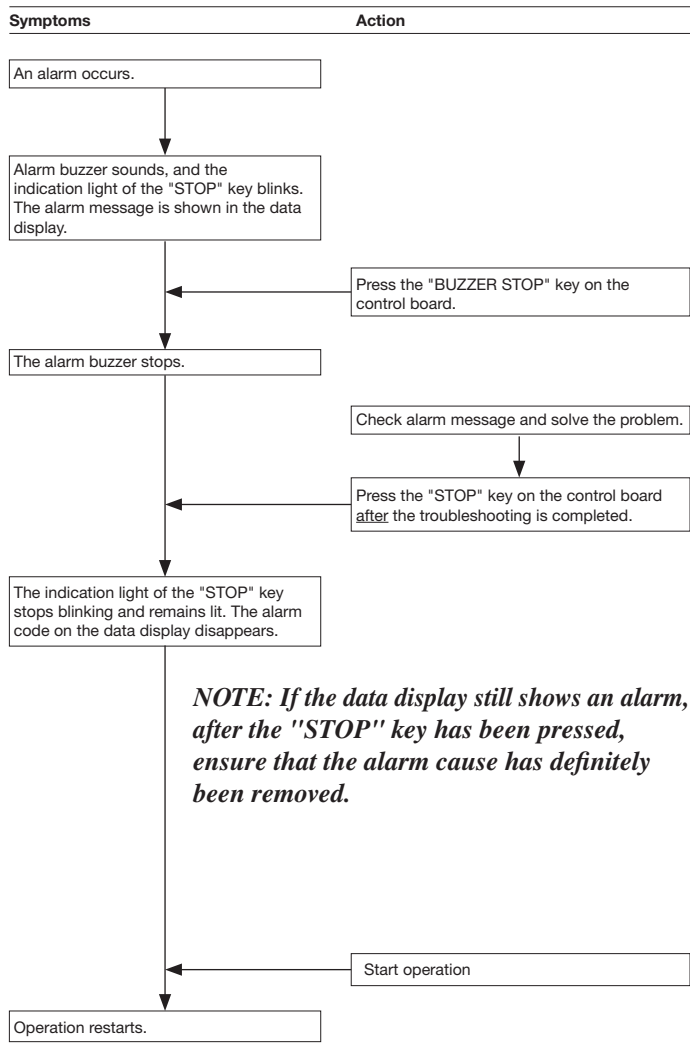 Symptoms Action
An alarm occurs.
Alarm buzzer sounds, and the
indication light of the "STOP" key blinks.
The alarm message is shown in the data
display.
Press the "BUZZER STOP" key on the
control board.
The alarm buzzer stops.
Check alarm message and solve the problem.
Press the "STOP" key on the control board
after the troubleshooting is completed.
The indication light of the "STOP" key
stops blinking and remains lit. The alarm
code on the data display disappears.
NOTE: If the data display still shows an alarm,
after the "STOP" key has been pressed,
ensure that the alarm cause has definitely
been removed.
Start operation
Operation restarts.